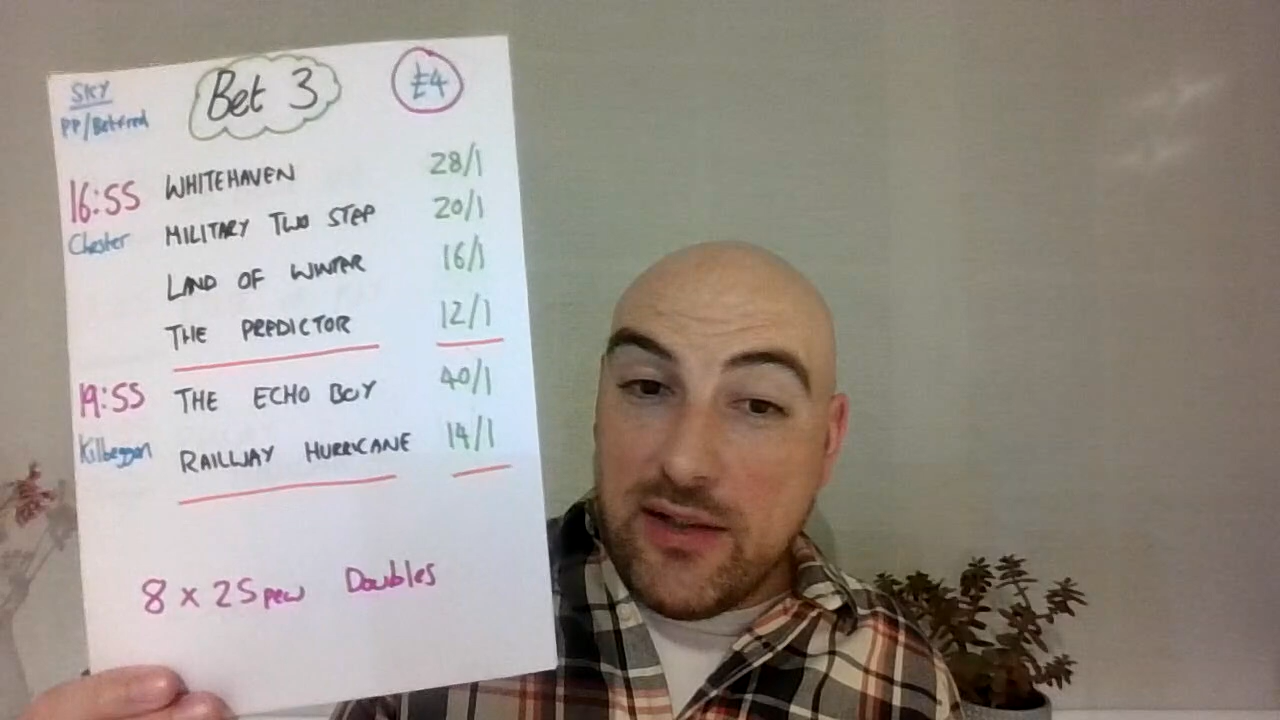 SKY Bet 3 £4
PP/Betfred
16:55 WHITEHAVEN 28/1
Chester MILITARY TWO STEP 20/1
LAND OF WINTER 16/1
THE PREDICTOR 12/1
19:55 THE ECHO BOY 40/1
Kilbeggan RAILWAY HURRICANE 14/1
8 x 25pew Doubles